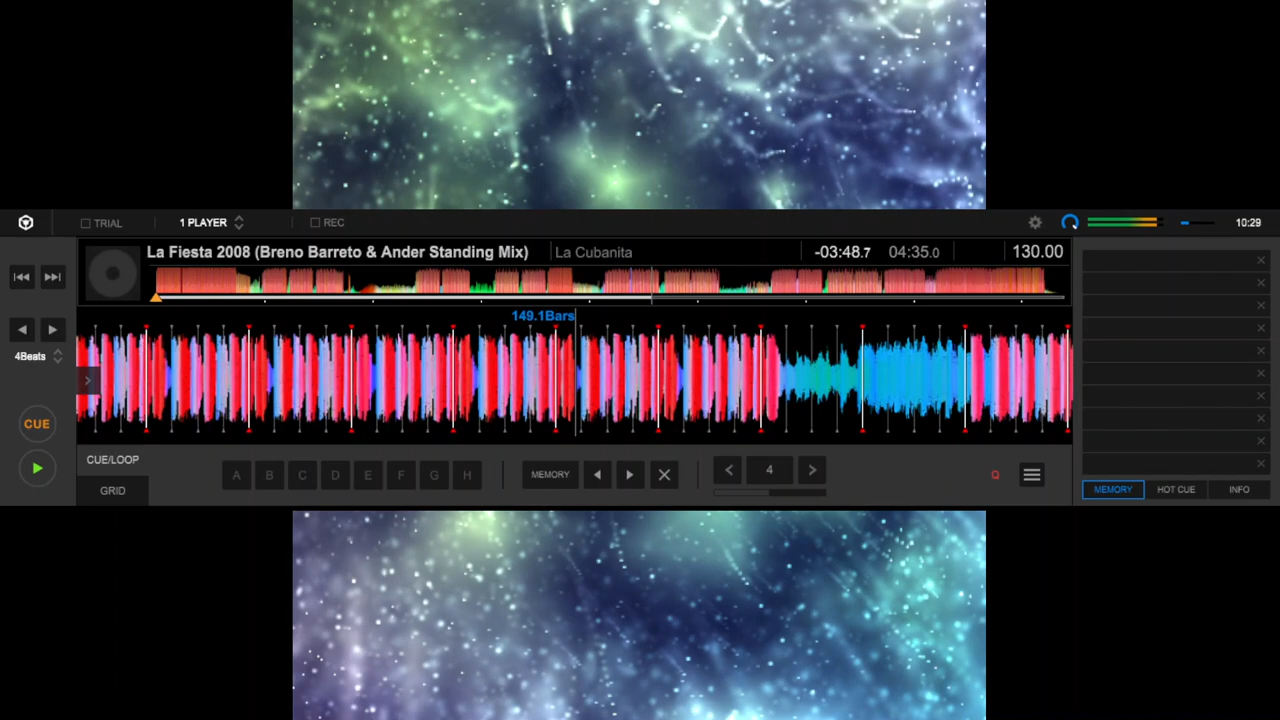 TRIAL 1 PLAYER REC 10:29
La Fiesta 2008 (Breno Barreto & Ander Standing Mix) La Cubanita -03:48.7 04:35.0 130.00
149.1Bars
4Beats
CUE
CUE/LOOP
GRID
A B C D E F G H MEMORY 4 Q
MEMORY HOT CUE INFO